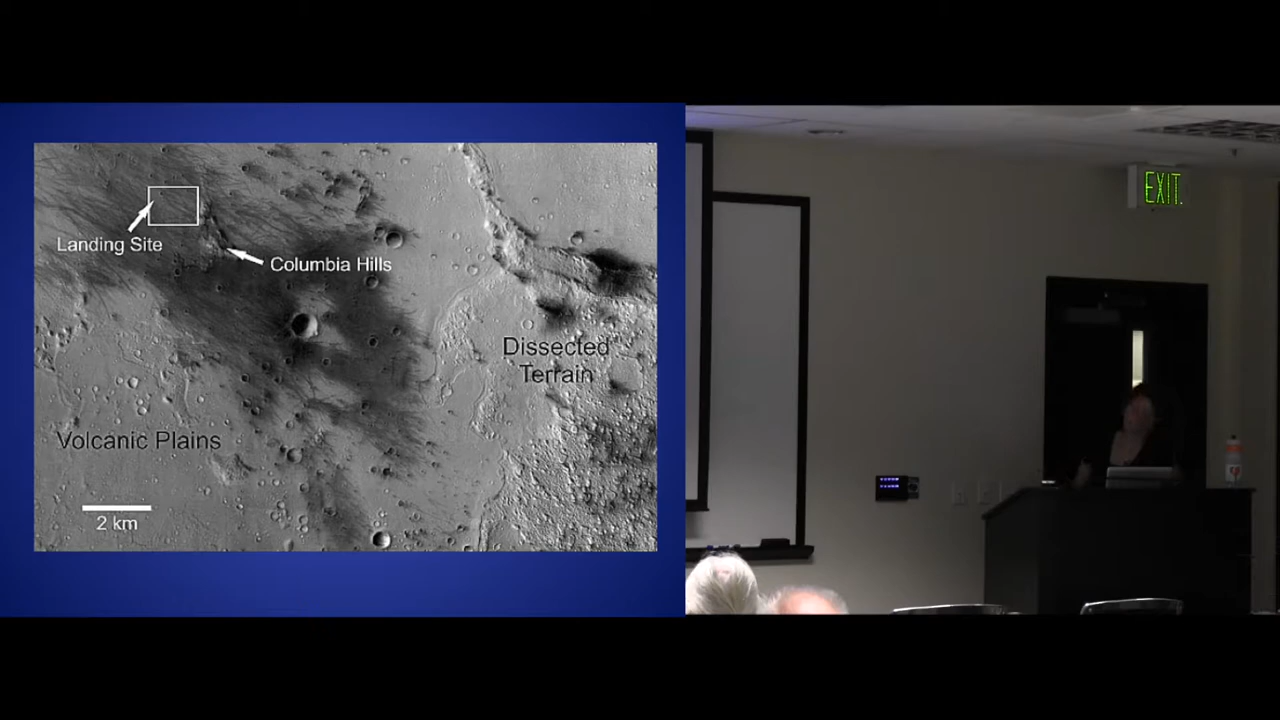 Landing Site
Columbia Hills
Dissected
Terrain
Volcanic Plains
2 km
EXIT